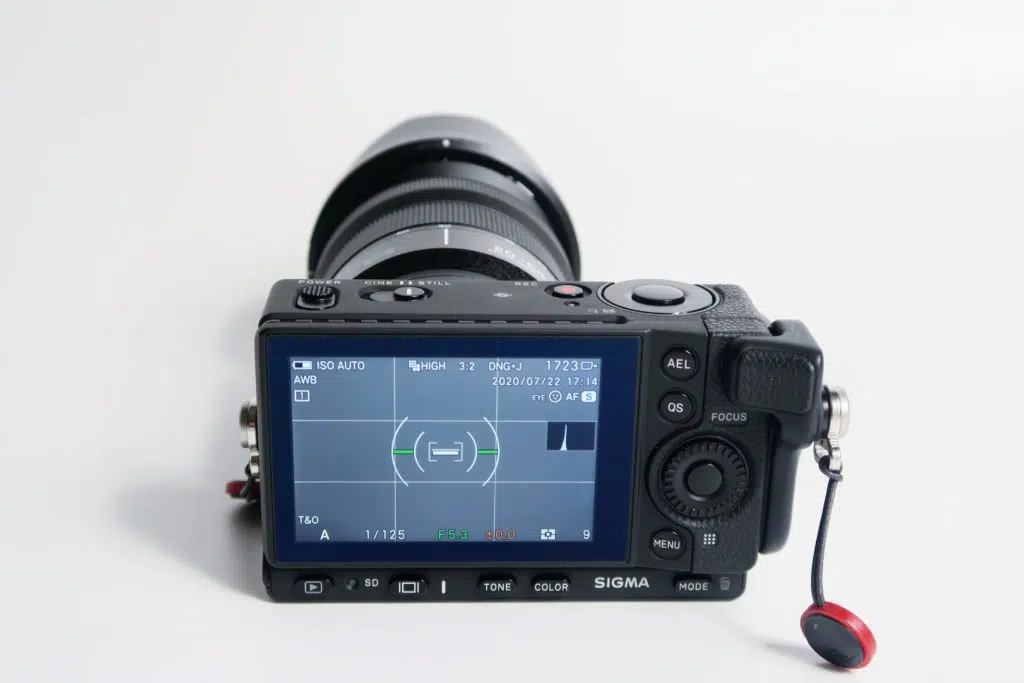 POWER CINE STILL REC
ISO AUTO HIGH 3:2 DNG+J 1723
AWB 2020/07/22 17:14
1 EYE AF S
AEL
QS
FOCUS
T&O
A 1/125 F5.3 ±0.0 9
MENU
SD TONE COLOR SIGMA MODE